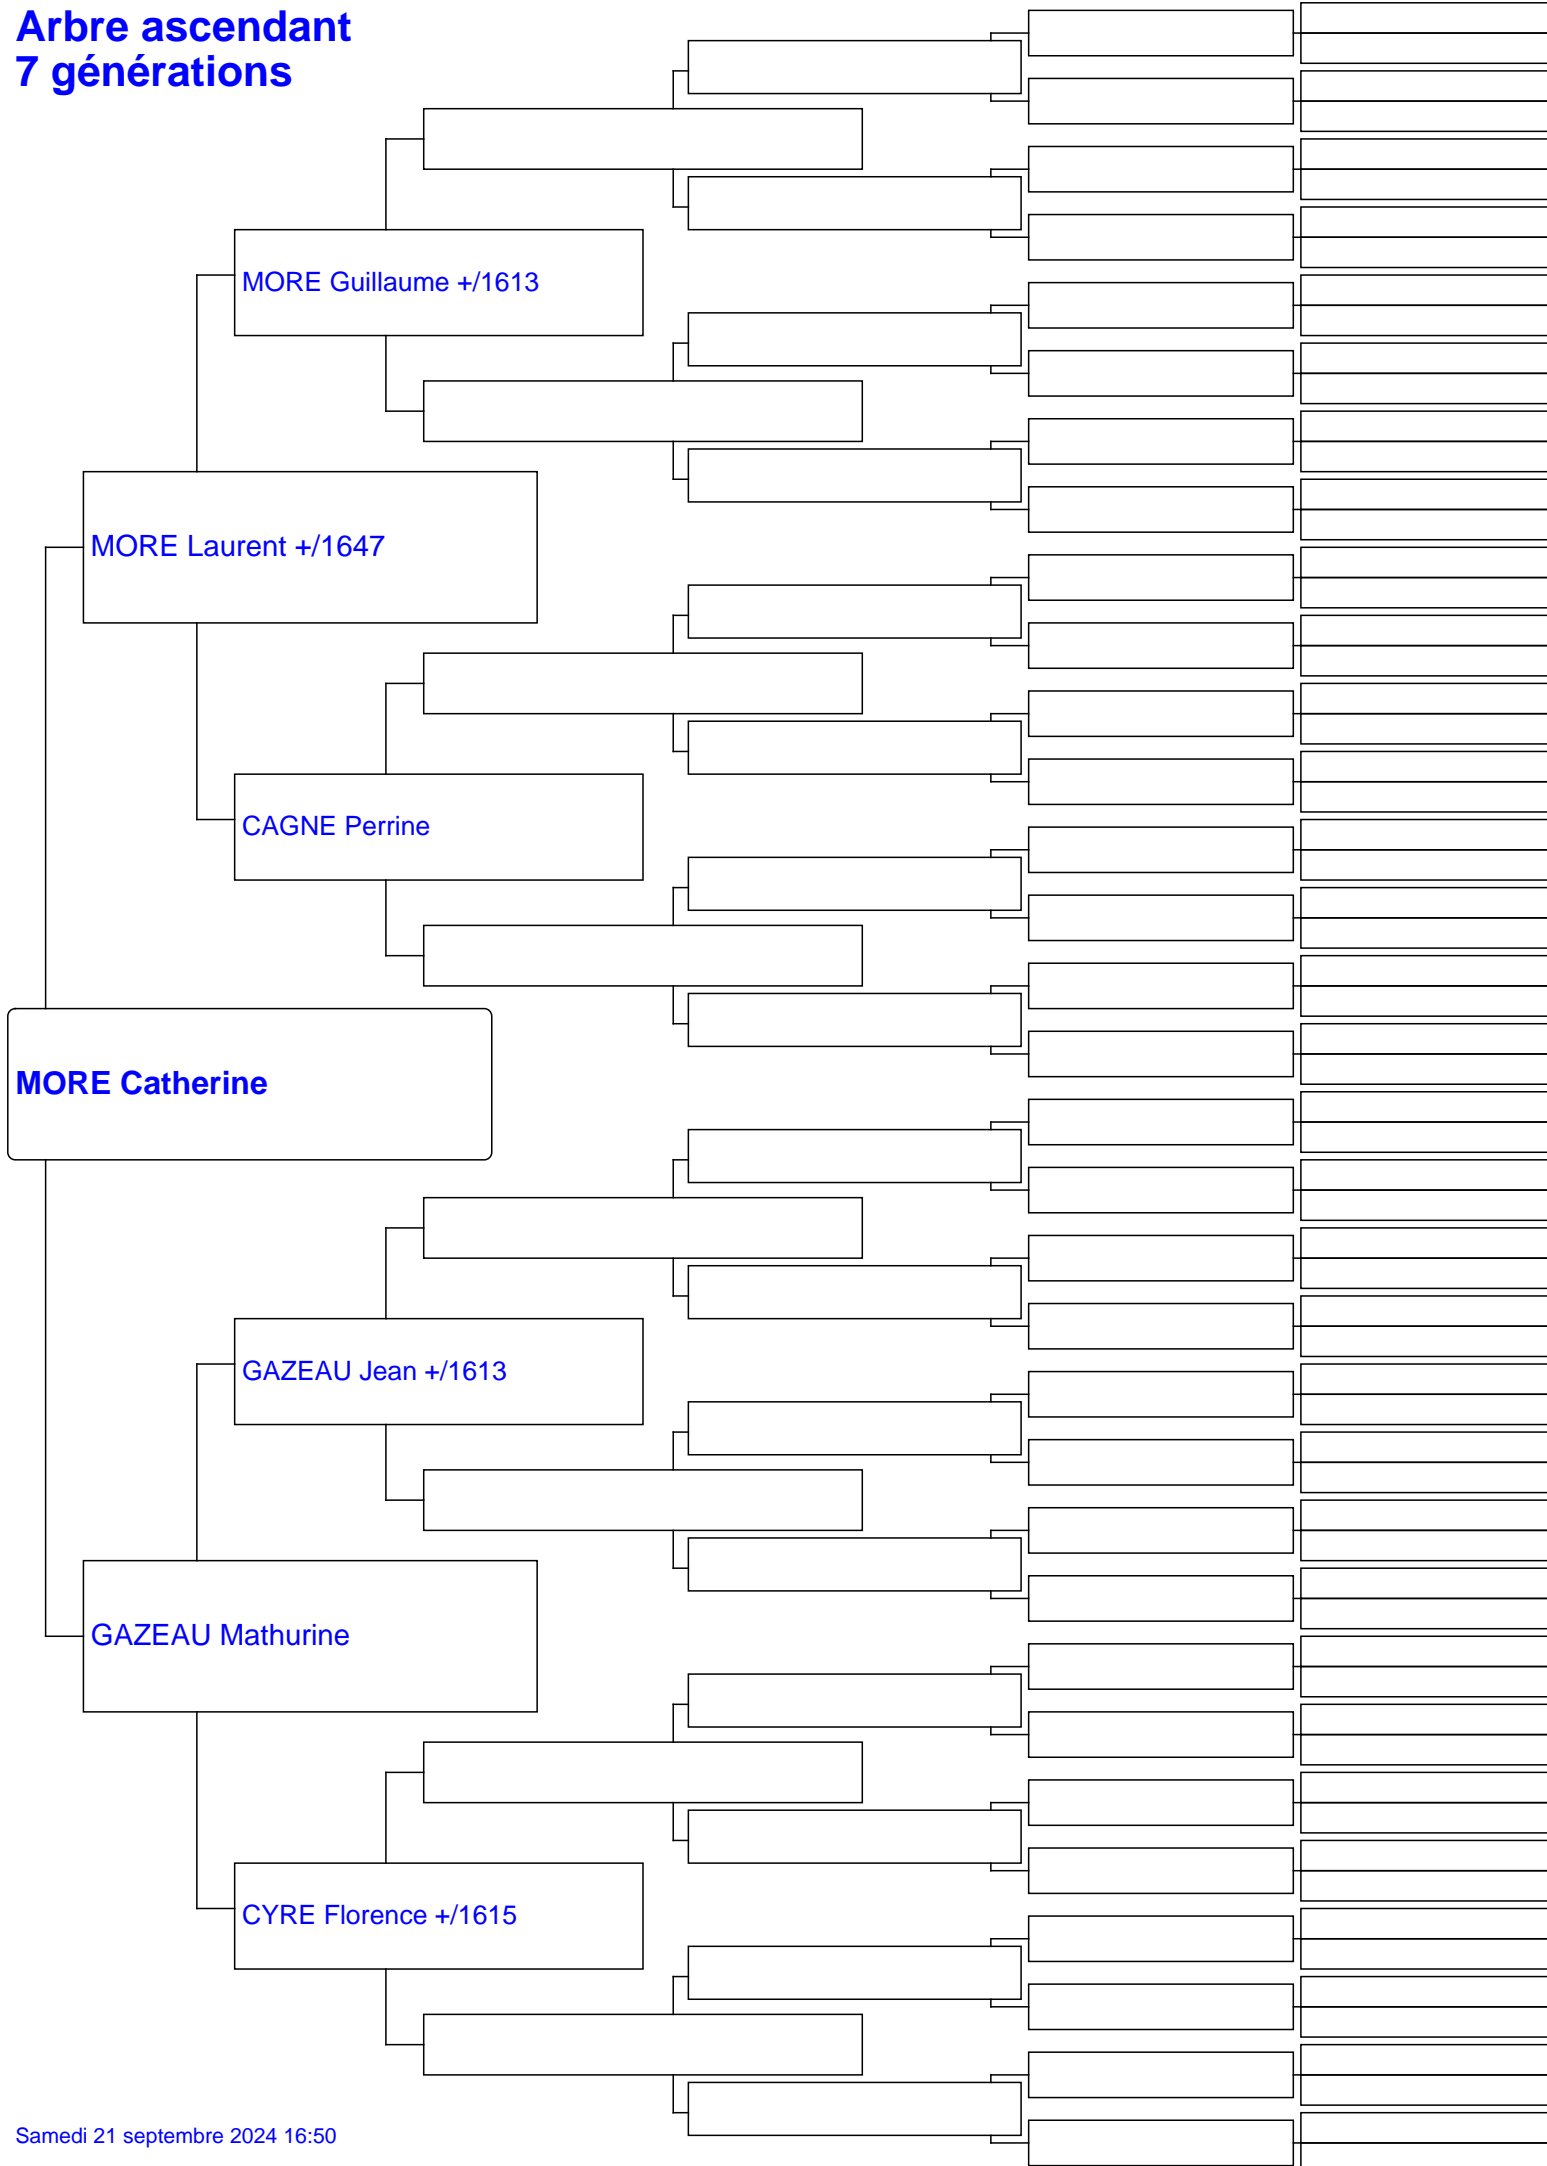 Arbre ascendant
7 générations
MORE Guillaume +/1613
MORE Laurent +/1647
CAGNE Perrine
MORE Catherine
GAZEAU Jean +/1613
GAZEAU Mathurine
CYRE Florence +/1615
Samedi 21 septembre 2024 16:50